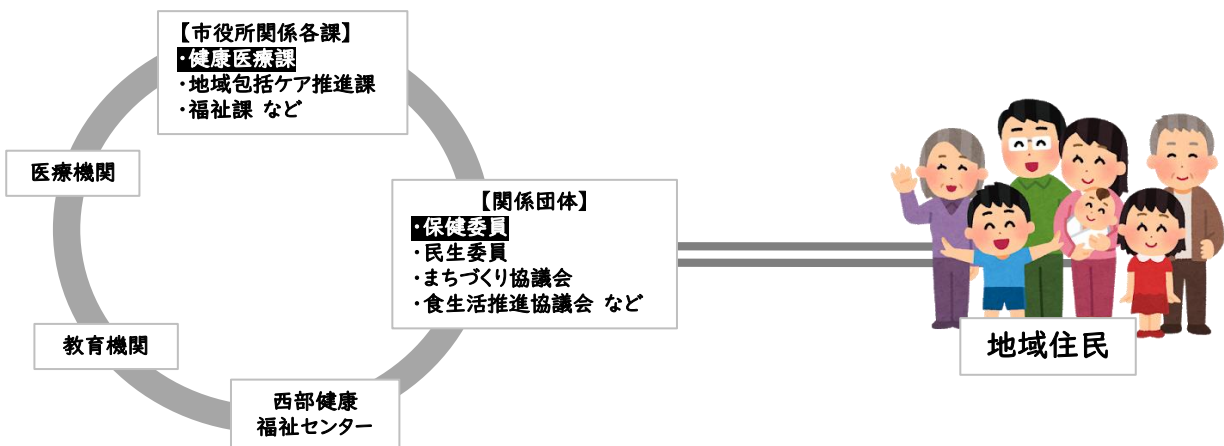 【市役所関係各課】
・健康医療課
・地域包括ケア推進課
・福祉課 など
医療機関
【関係団体】
・保健委員
・民生委員
・まちづくり協議会
・食生活推進協議会 など
教育機関
西部健康
福祉センター
地域住民